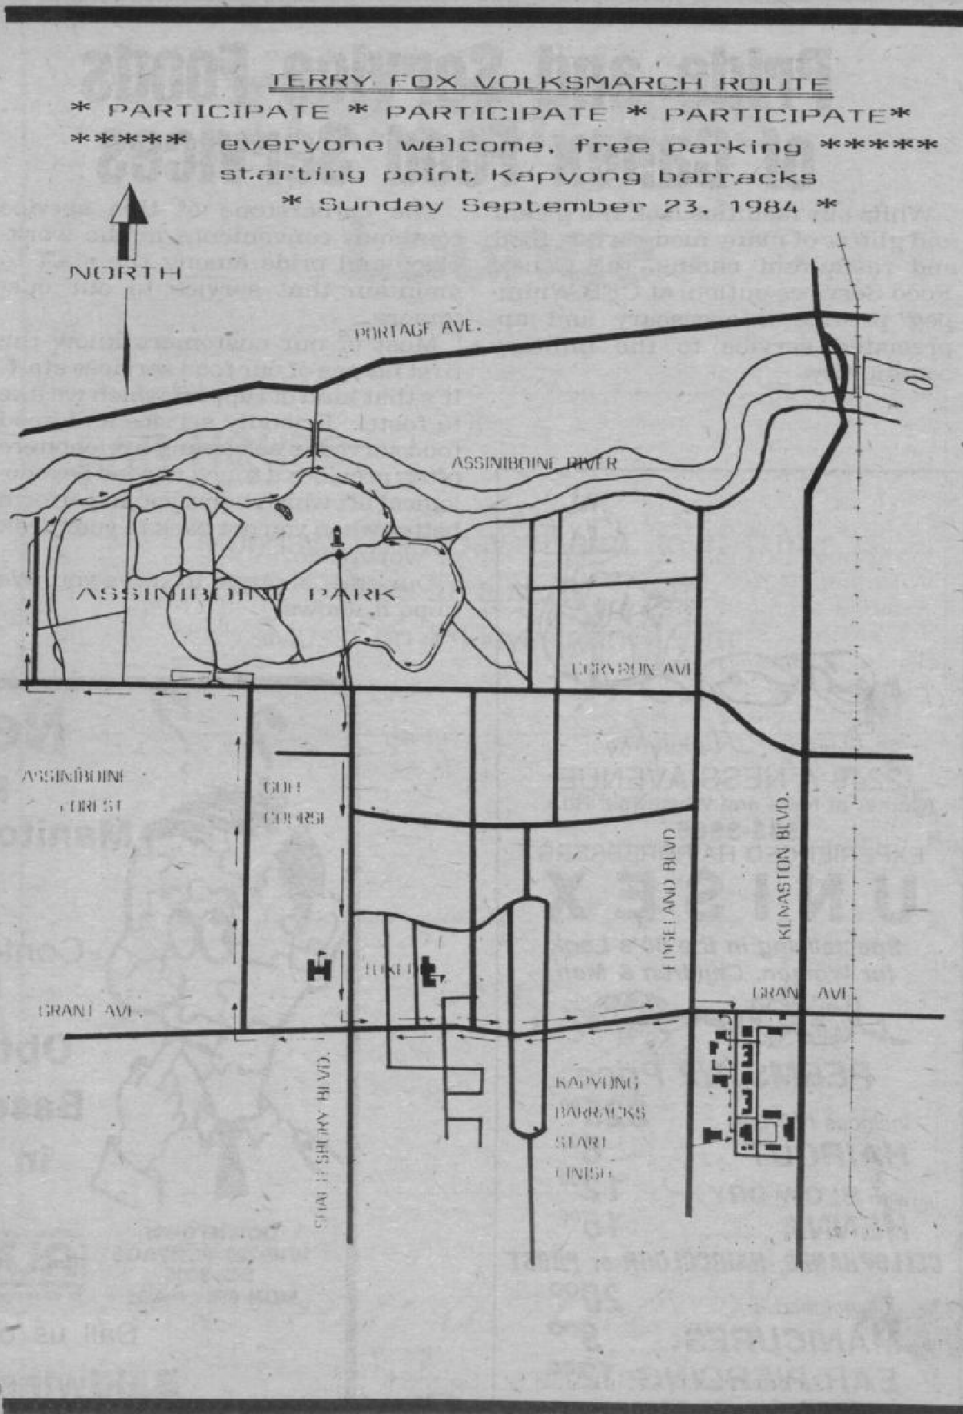 TERRY FOX VOLKSMARCH ROUTE
* PARTICIPATE * PARTICIPATE * PARTICIPATE*
***** everyone welcome, free parking *****
starting point, Kapyong barracks
* Sunday September 23, 1984 *
NORTH
PORTAGE AVE.
ASSINIBOINE RIVER
ASSINIBOINE PARK
CORYDON AVE
ASSINIBOINE
FOREST
GOLF
COURSE
EDGELAND BLVD
KENASTON BLVD.
GRANT AVE.
GRANT AVE.
SHAFTESBURY BLVD.
KAPYONG
BARRACKS
START
FINISH